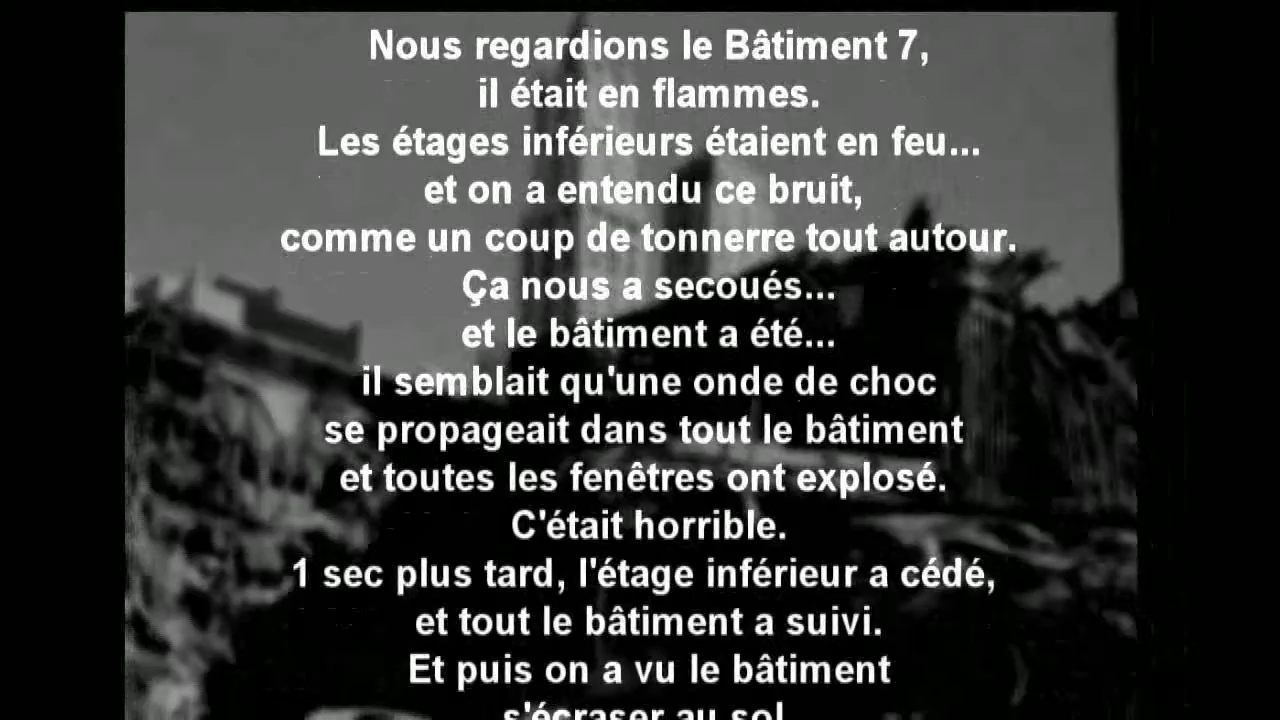 Nous regardions le Bâtiment 7,
il était en flammes.
Les étages inférieurs étaient en feu...
et on a entendu ce bruit,
comme un coup de tonnerre tout autour.
Ça nous a secoués...
et le bâtiment a été...
il semblait qu'une onde de choc
se propageait dans tout le bâtiment
et toutes les fenêtres ont explosé.
C'était horrible.
1 sec plus tard, l'étage inférieur a cédé,
et tout le bâtiment a suivi.
Et puis on a vu le bâtiment
s'écraser au sol